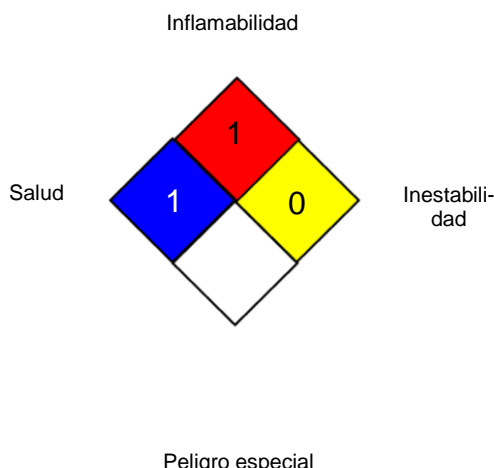 Inflamabilidad
1
Salud
1
0
Inestabili-
dad
Peligro especial